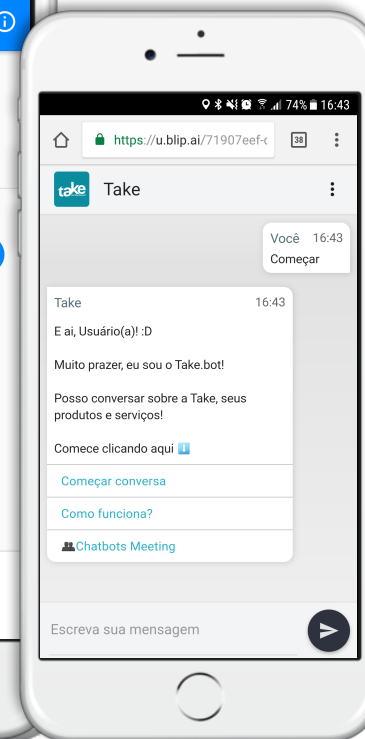 74% 16:43
https://u.blip.ai/71907eef-c
38
take
Take
Você 16:43
Começar
Take 16:43
E ai, Usuário(a)! :D
Muito prazer, eu sou o Take.bot!
Posso conversar sobre a Take, seus
produtos e serviços!
Comece clicando aqui ⬇️
Começar conversa
Como funciona?
👥Chatbots Meeting
Escreva sua mensagem